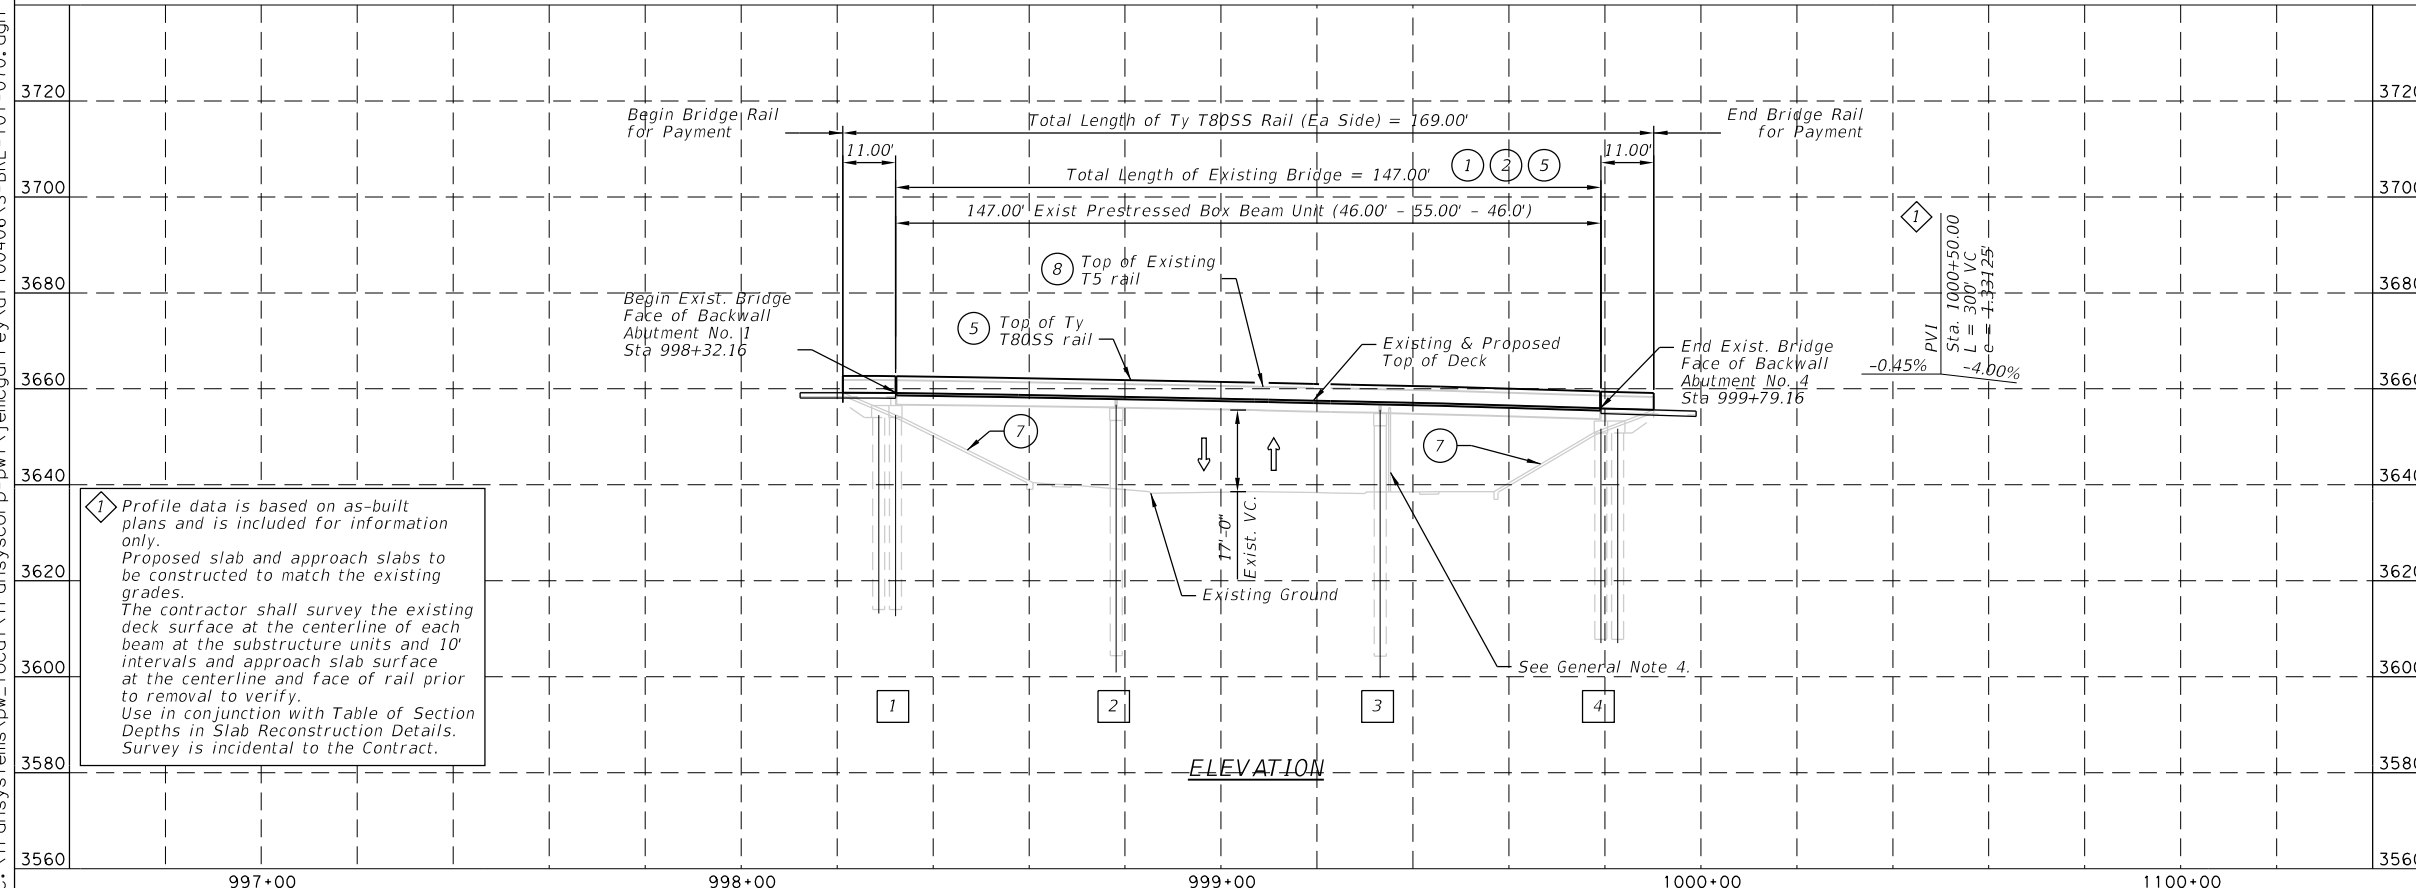 3720
3700
3680
3660
3640
3620
3600
3580
3560
3720
3700
3680
3660
3640
3620
3600
3580
3560
Begin Bridge Rail
for Payment
Total Length of Ty T80SS Rail (Ea Side) = 169.00'
End Bridge Rail
for Payment
11.00'
11.00'
1
2
5
Total Length of Existing Bridge = 147.00'
147.00' Exist Prestressed Box Beam Unit (46.00' - 55.00' - 46.0')
8
Top of Existing
T5 rail
Begin Exist. Bridge
Face of Backwall
Abutment No. 1
Sta 998+32.16
5
Top of Ty
T80SS rail
Existing & Proposed
Top of Deck
End Exist. Bridge
Face of Backwall
Abutment No. 4
Sta 999+79.16
1
PVI
Sta. 1000+50.00
L = 300' VC
e = 1.33125'
-0.45%
-4.00%
7
7
17'-0"
Exist. VC.
Existing Ground
See General Note 4.
1
2
3
4
ELEVATION
1
Profile data is based on as-built
plans and is included for information
only.
Proposed slab and approach slabs to
be constructed to match the existing
grades.
The contractor shall survey the existing
deck surface at the centerline of each
beam at the substructure units and 10'
intervals and approach slab surface
at the centerline and face of rail prior
to removal to verify.
Use in conjunction with Table of Section
Depths in Slab Reconstruction Details.
Survey is incidental to the Contract.
997+00
998+00
999+00
1000+00
1100+00